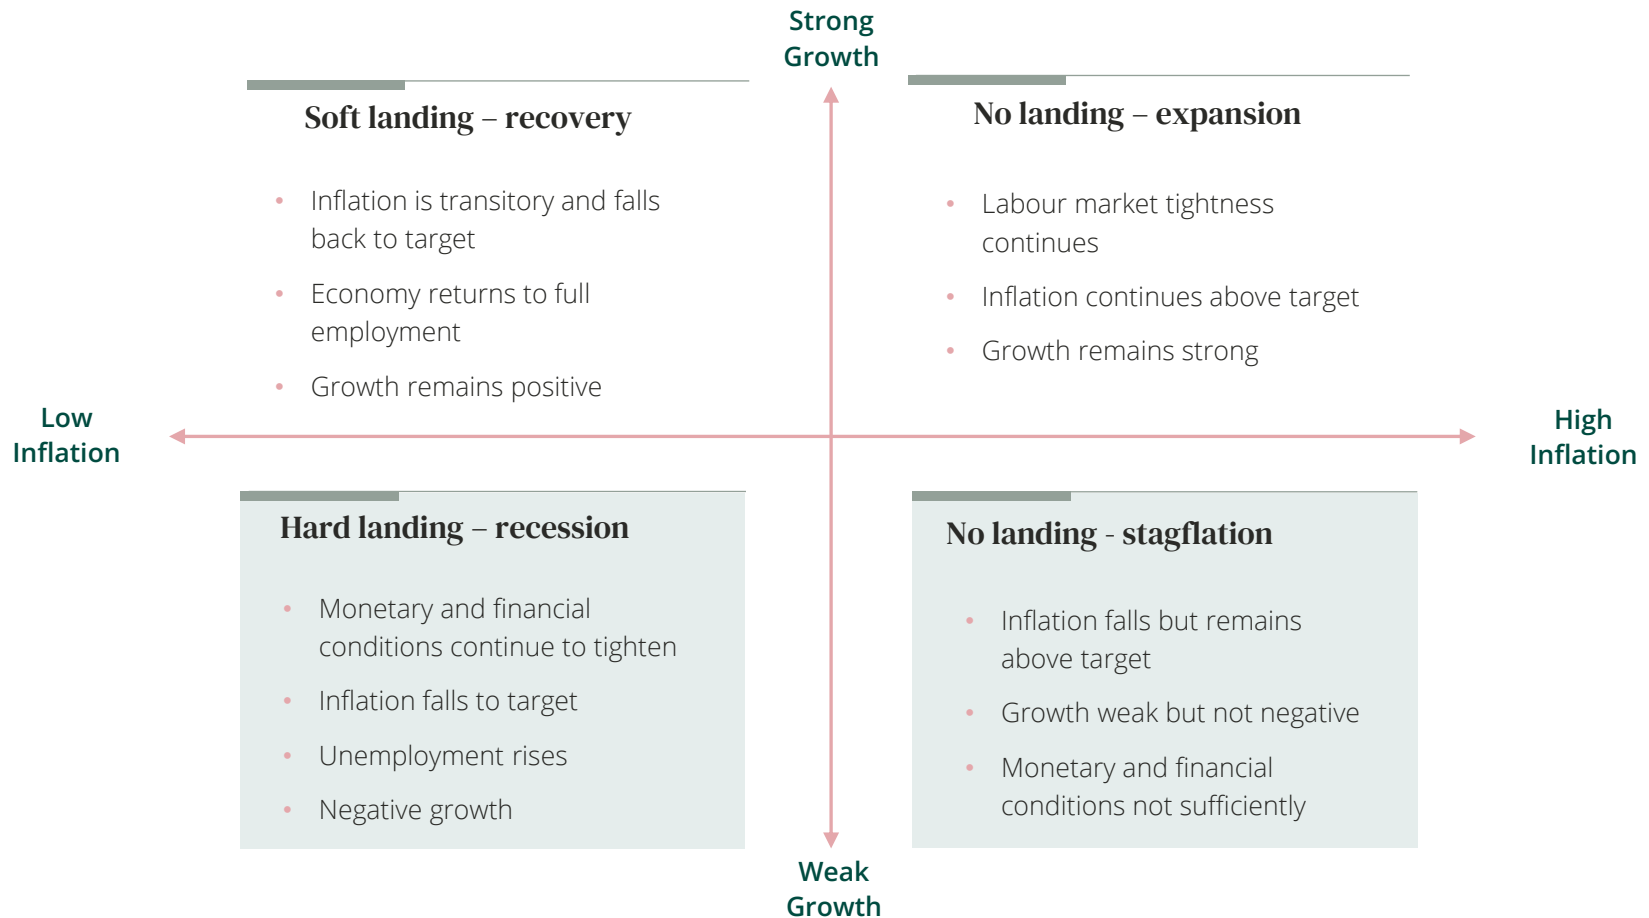 Strong
Growth
Soft landing – recovery
• Inflation is transitory and falls
back to target
• Economy returns to full
employment
• Growth remains positive
No landing – expansion
• Labour market tightness
continues
• Inflation continues above target
• Growth remains strong
Low
Inflation
High
Inflation
Hard landing – recession
• Monetary and financial
conditions continue to tighten
• Inflation falls to target
• Unemployment rises
• Negative growth
No landing - stagflation
• Inflation falls but remains
above target
• Growth weak but not negative
• Monetary and financial
conditions not sufficiently
Weak
Growth